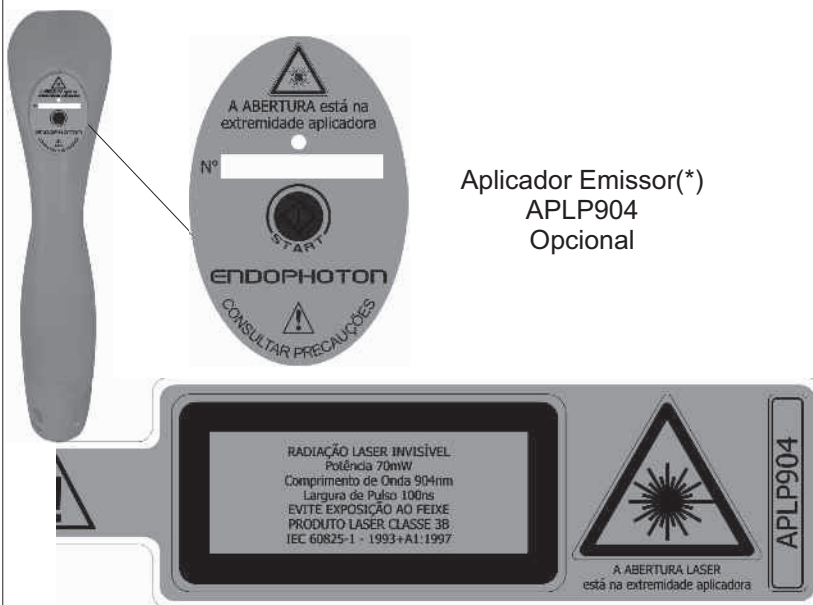 A ABERTURA está na
extremidade aplicadora
Nº
START
ENDOPHOTON
CONSULTAR PRECAUÇÕES
Aplicador Emissor(*)
APLP904
Opcional
RADIAÇÃO LASER INVISÍVEL
Potência 70mW
Comprimento de Onda 904nm
Largura de Pulso 100ns
EVITE EXPOSIÇÃO AO FEIXE
PRODUTO LASER CLASSE 3B
IEC 60825-1 - 1993+A1:1997
A ABERTURA LASER
está na extremidade aplicadora
APLP904